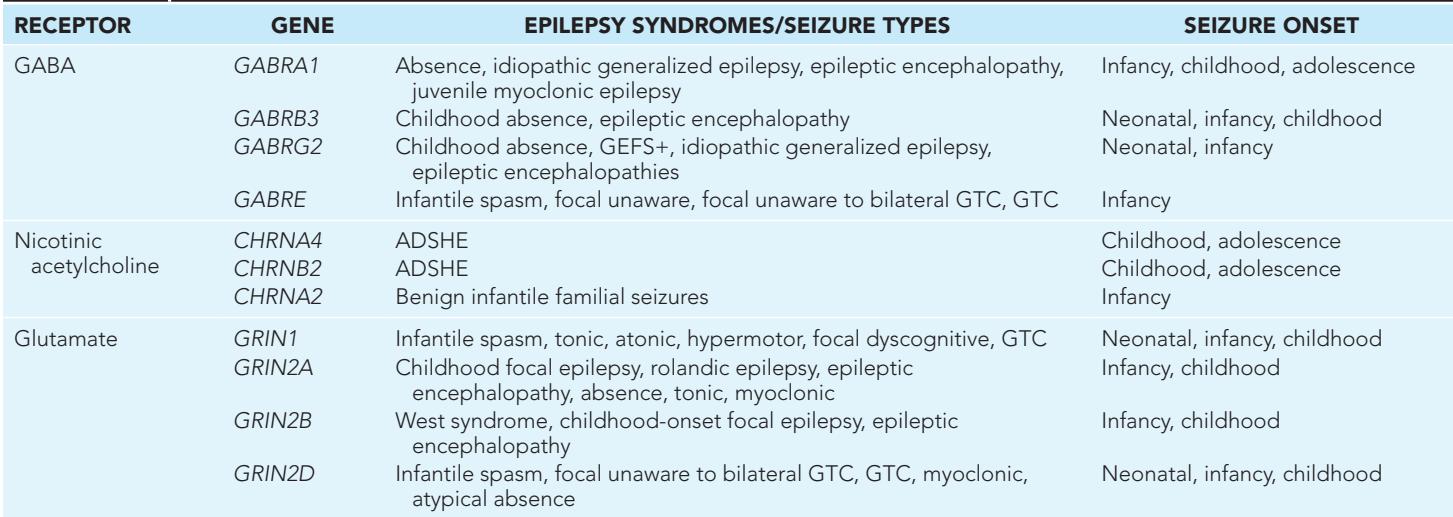 RECEPTOR GENE EPILEPSY SYNDROMES/SEIZURE TYPES SEIZURE ONSET
GABA GABRA1 Absence, idiopathic generalized epilepsy, epileptic encephalopathy, Infancy, childhood, adolescence
juvenile myoclonic epilepsy
GABRB3 Childhood absence, epileptic encephalopathy Neonatal, infancy, childhood
GABRG2 Childhood absence, GEFS+, idiopathic generalized epilepsy, Neonatal, infancy
epileptic encephalopathies
GABRE Infantile spasm, focal unaware, focal unaware to bilateral GTC, GTC Infancy
Nicotinic CHRNA4 ADSHE Childhood, adolescence
acetylcholine CHRNB2 ADSHE Childhood, adolescence
CHRNA2 Benign infantile familial seizures Infancy
Glutamate GRIN1 Infantile spasm, tonic, atonic, hypermotor, focal dyscognitive, GTC Neonatal, infancy, childhood
GRIN2A Childhood focal epilepsy, rolandic epilepsy, epileptic Infancy, childhood
encephalopathy, absence, tonic, myoclonic
GRIN2B West syndrome, childhood-onset focal epilepsy, epileptic Infancy, childhood
encephalopathy
GRIN2D Infantile spasm, focal unaware to bilateral GTC, GTC, myoclonic, Neonatal, infancy, childhood
atypical absence